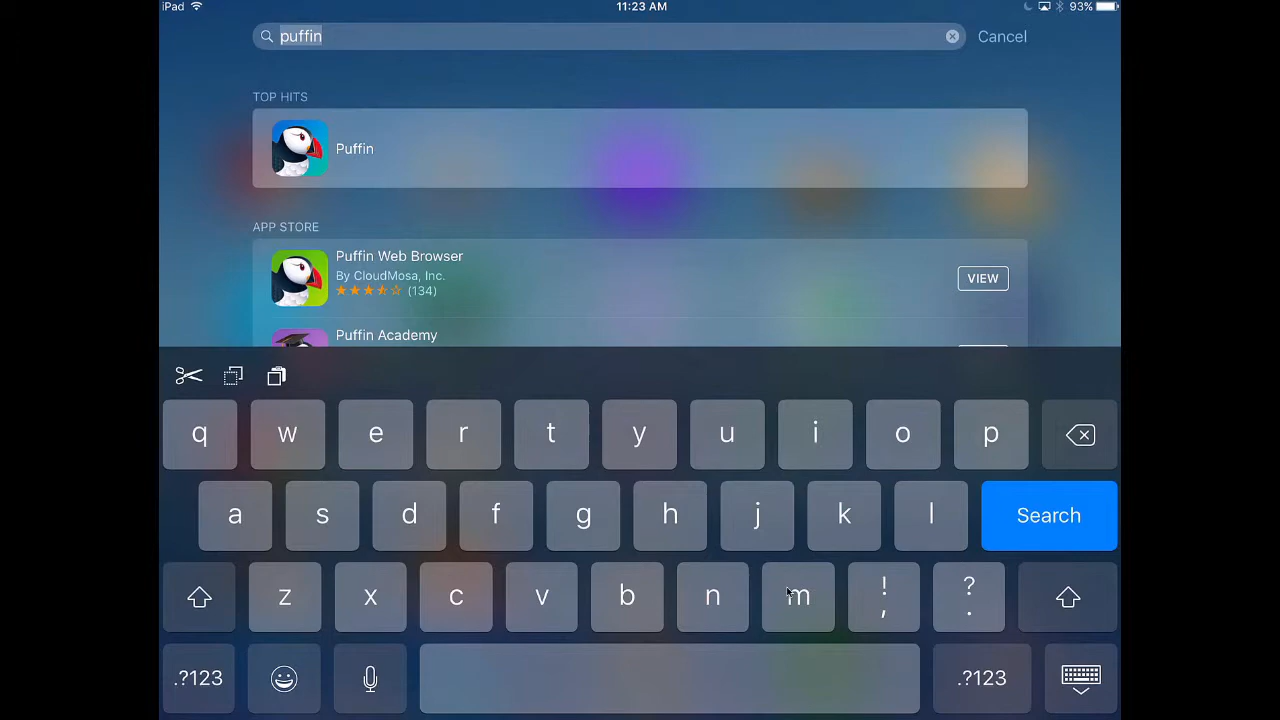 iPad 11:23 AM 93%
puffin Cancel
TOP HITS
Puffin
APP STORE
Puffin Web Browser
By CloudMosa, Inc.
(134)
VIEW
Puffin Academy
q w e r t y u i o p
a s d f g h j k l Search
z x c v b n m ! , ? .
.?123 .?123